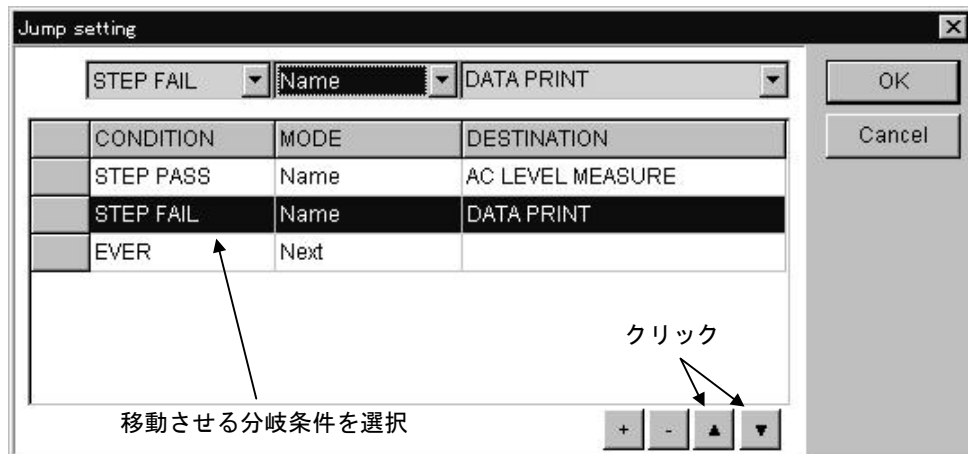 Jump setting
STEP FAIL Name DATA PRINT OK
Cancel
CONDITION MODE DESTINATION
STEP PASS Name AC LEVEL MEASURE
STEP FAIL Name DATA PRINT
EVER Next
クリック
移動させる分岐条件を選択
+ - ▲ ▼